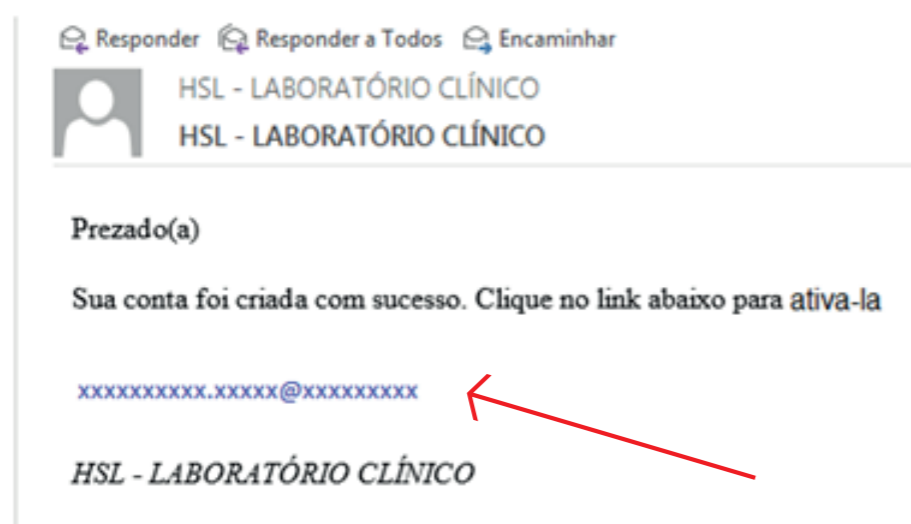 Responder Responder a Todos Encaminhar
HSL - LABORATÓRIO CLÍNICO
HSL - LABORATÓRIO CLÍNICO
Prezado(a)
Sua conta foi criada com sucesso. Clique no link abaixo para ativa-la
xxxxxxxxxx.xxxxx@xxxxxxxxx
HSL - LABORATÓRIO CLÍNICO